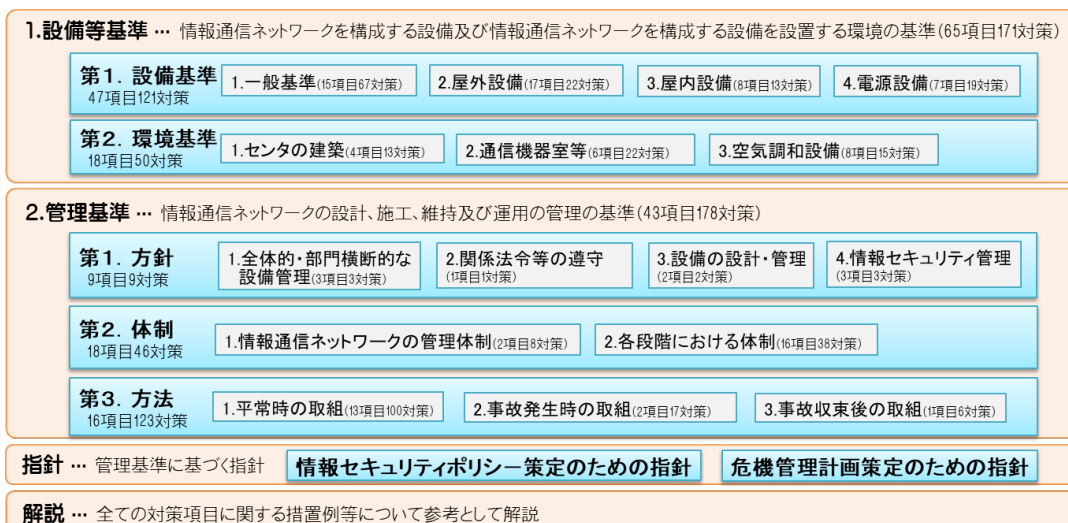 1.設備等基準 … 情報通信ネットワークを構成する設備及び情報通信ネットワークを構成する設備を設置する環境の基準(65項目171対策)
第1. 設備基準
47項目121対策
1.一般基準(15項目67対策)
2.屋外設備(17項目22対策)
3.屋内設備(8項目13対策)
4.電源設備(7項目19対策)
第2. 環境基準
18項目50対策
1.センタの建築(4項目13対策)
2.通信機器室等(6項目22対策)
3.空気調和設備(8項目15対策)
2.管理基準 … 情報通信ネットワークの設計、施工、維持及び運用の管理の基準(43項目178対策)
第1. 方針
9項目9対策
1.全体的・部門横断的な
設備管理(3項目3対策)
2.関係法令等の遵守
(1項目1対策)
3.設備の設計・管理
(2項目2対策)
4.情報セキュリティ管理
(3項目3対策)
第2. 体制
18項目46対策
1.情報通信ネットワークの管理体制(2項目8対策)
2.各段階における体制(16項目38対策)
第3. 方法
16項目123対策
1.平常時の取組(13項目100対策)
2.事故発生時の取組(2項目17対策)
3.事故収束後の取組(1項目6対策)
指針 … 管理基準に基づく指針
情報セキュリティポリシー策定のための指針
危機管理計画策定のための指針
解説 … 全ての対策項目に関する措置例等について参考として解説